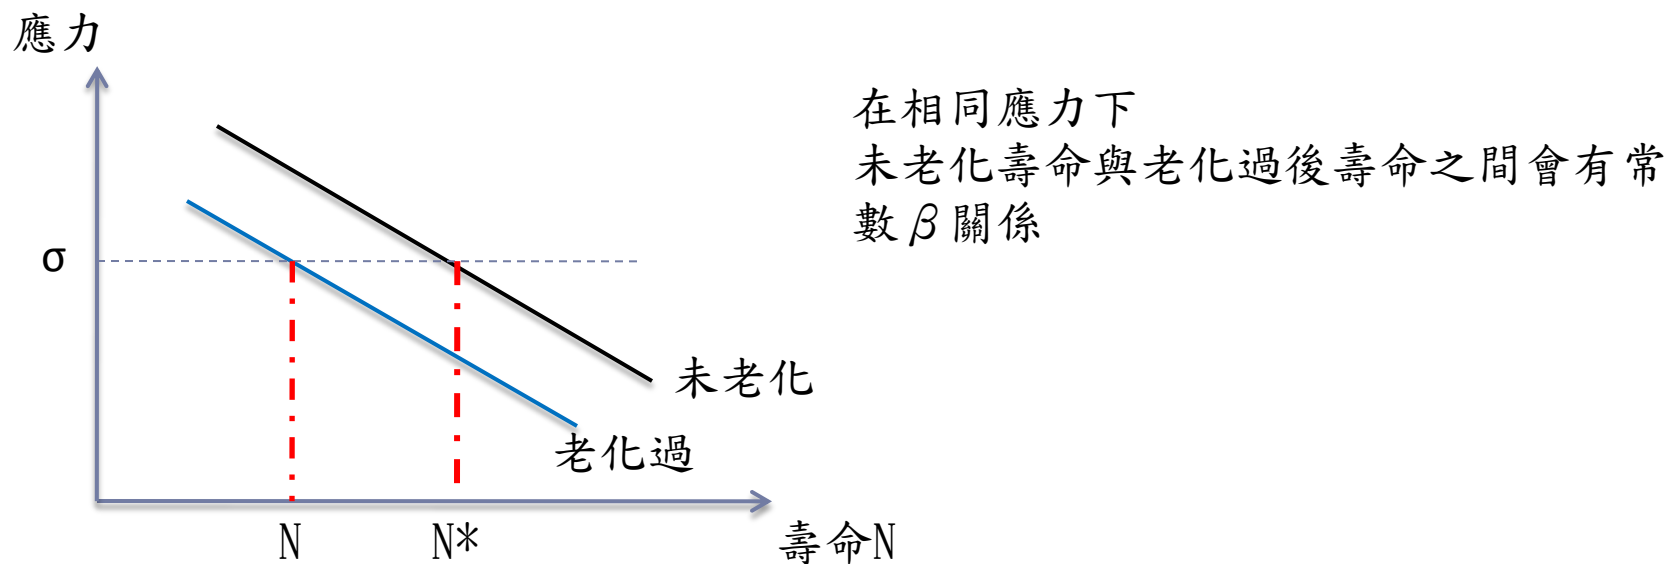 應力
在相同應力下
未老化壽命與老化過後壽命之間會有常
數β關係
σ
未老化
老化過
N
N*
壽命N